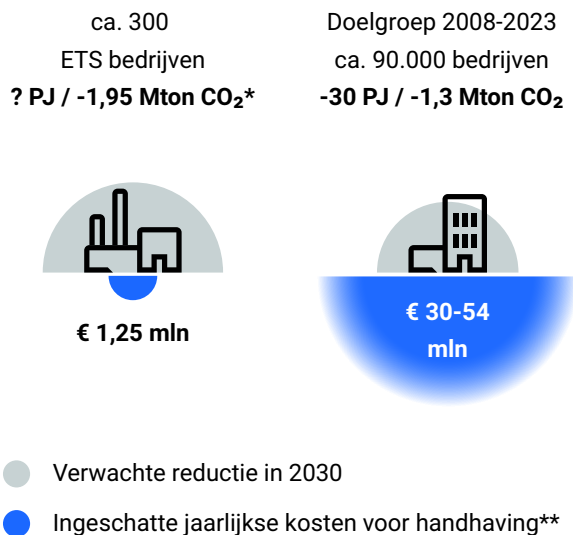 ca. 300
ETS bedrijven
? PJ / -1,95 Mton CO₂*
Doelgroep 2008-2023
ca. 90.000 bedrijven
-30 PJ / -1,3 Mton CO₂
€ 1,25 mln
€ 30-54
mln
Verwachte reductie in 2030
Ingeschatte jaarlijkse kosten voor handhaving**